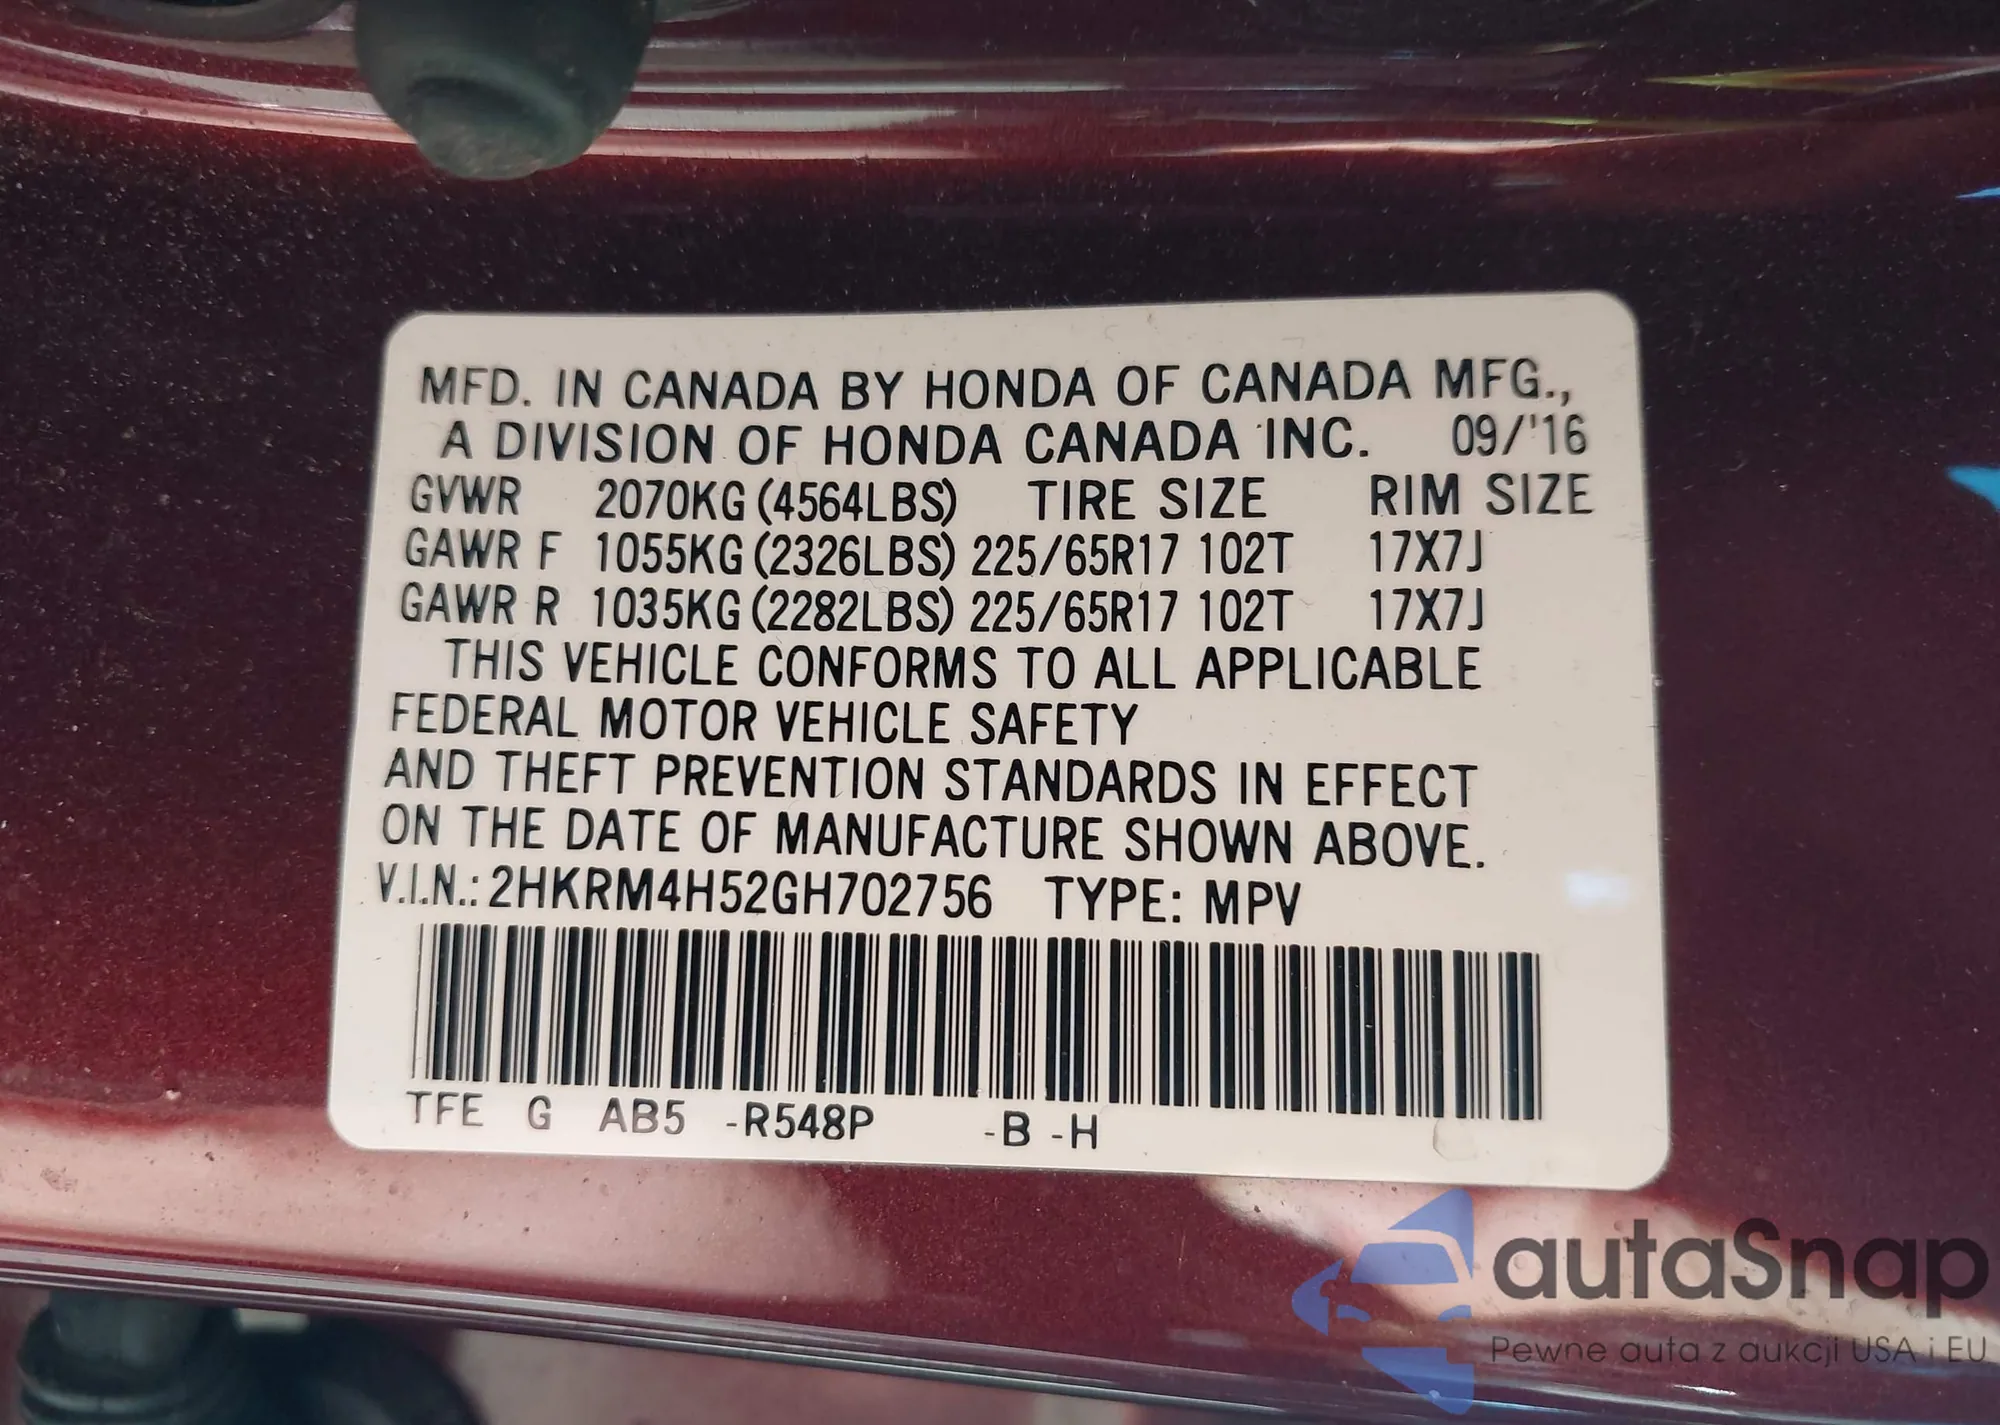 MFD. IN CANADA BY HONDA OF CANADA MFG.,
A DIVISION OF HONDA CANADA INC. 09/'16
GVWR 2070KG (4564LBS) TIRE SIZE RIM SIZE
GAWR F 1055KG (2326LBS) 225/65R17 102T 17X7J
GAWR R 1035KG (2282LBS) 225/65R17 102T 17X7J
THIS VEHICLE CONFORMS TO ALL APPLICABLE
FEDERAL MOTOR VEHICLE SAFETY
AND THEFT PREVENTION STANDARDS IN EFFECT
ON THE DATE OF MANUFACTURE SHOWN ABOVE.
V.I.N.: 2HKRM4H52GH702756 TYPE: MPV
TFE G AB5 -R548P -B -H
autaSnap
Pewne auta z aukcji USA i EU